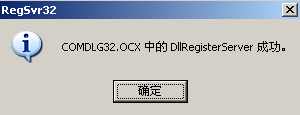 RegSvr32
COMDLG32.OCX 中的 DllRegisterServer 成功。
确定